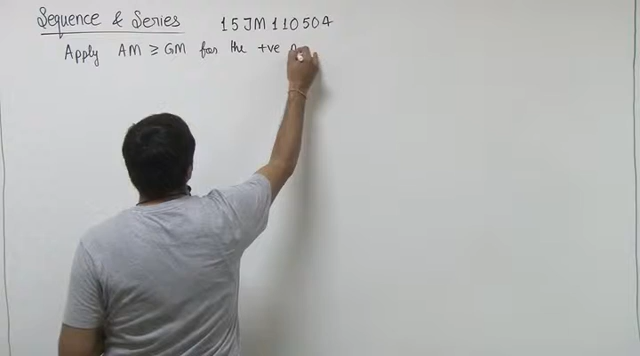 Sequence & Series 15JM110504
Apply AM ≥ GM for the +ve